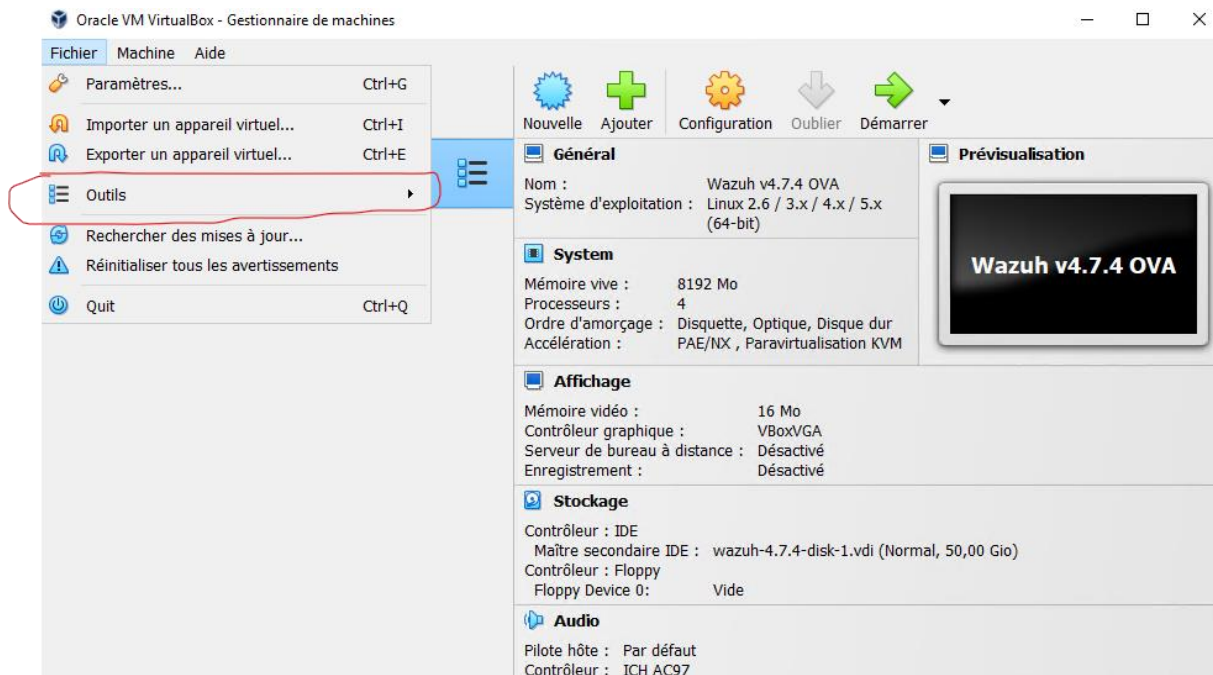 Oracle VM VirtualBox - Gestionnaire de machines
Fichier Machine Aide
Paramètres... Ctrl+G
Importer un appareil virtuel... Ctrl+I
Exporter un appareil virtuel... Ctrl+E
Outils
Rechercher des mises à jour...
Réinitialiser tous les avertissements
Quit Ctrl+Q
Nouvelle Ajouter Configuration Oublier Démarrer
Général
Nom : Wazuh v4.7.4 OVA
Système d'exploitation : Linux 2.6 / 3.x / 4.x / 5.x
(64-bit)
System
Mémoire vive : 8192 Mo
Processeurs : 4
Ordre d'amorçage : Disquette, Optique, Disque dur
Accélération : PAE/NX , Paravirtualisation KVM
Prévisualisation
Wazuh v4.7.4 OVA
Affichage
Mémoire vidéo : 16 Mo
Contrôleur graphique : VBoxVGA
Serveur de bureau à distance : Désactivé
Enregistrement : Désactivé
Stockage
Contrôleur : IDE
Maître secondaire IDE : wazuh-4.7.4-disk-1.vdi (Normal, 50,00 Gio)
Contrôleur : Floppy
Floppy Device 0: Vide
Audio
Pilote hôte : Par défaut
Contrôleur : ICH AC97